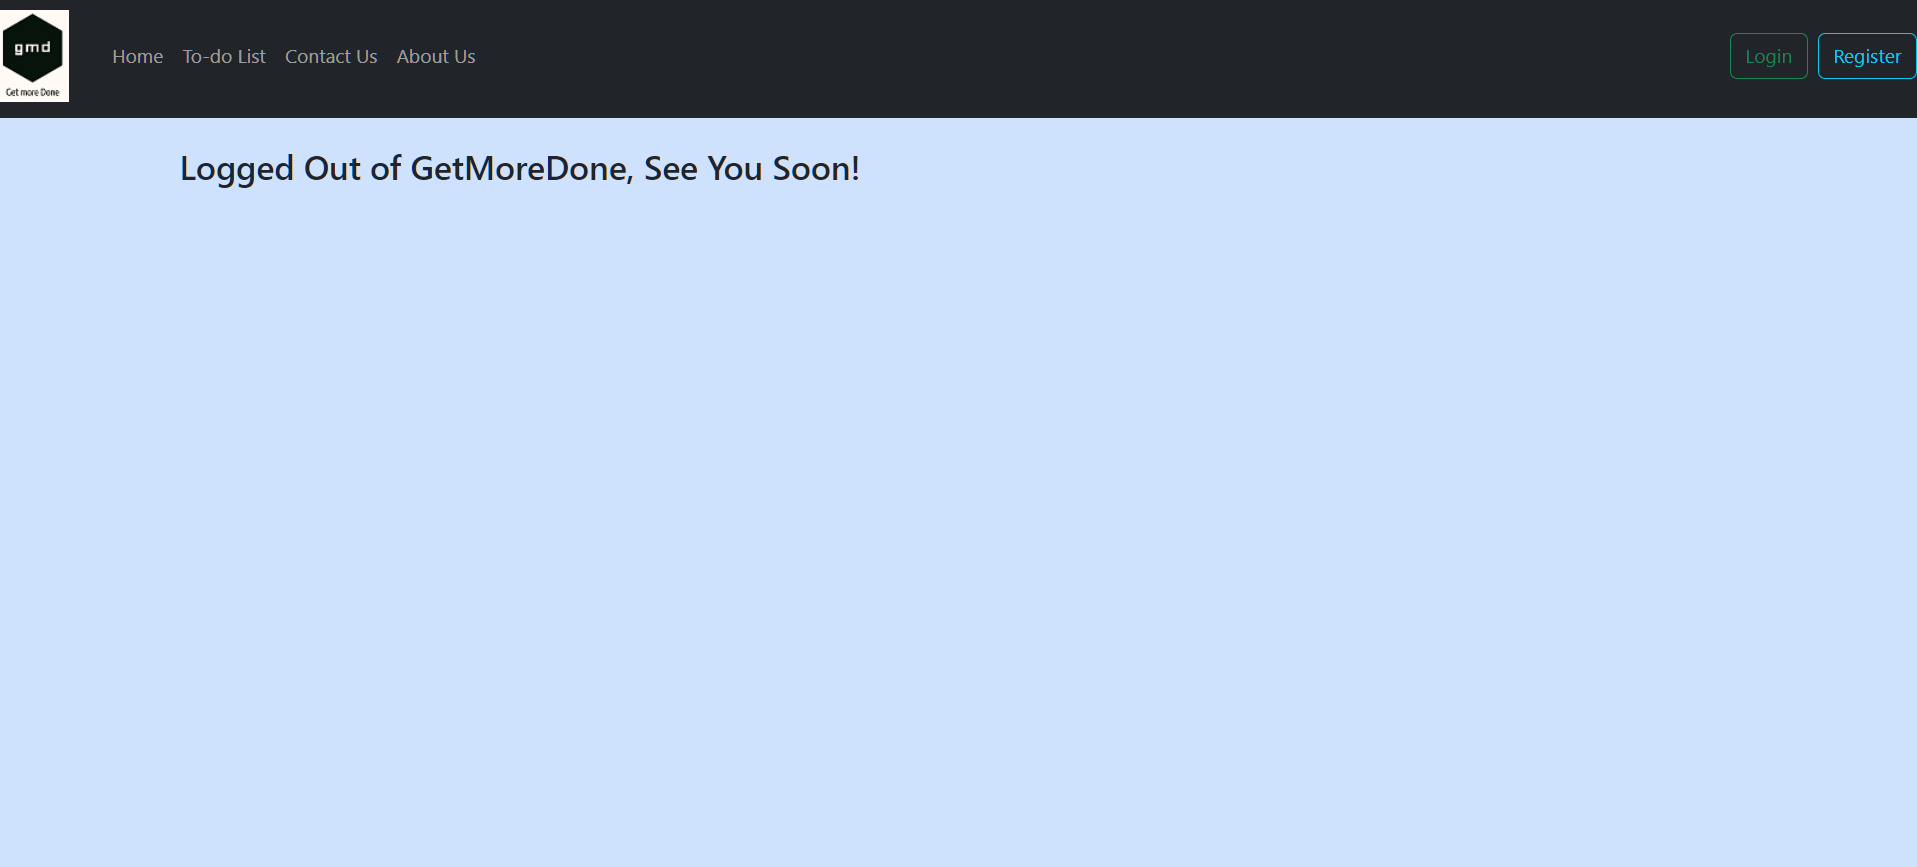 gmd
Get more Done
Home To-do List Contact Us About Us Login Register
Logged Out of GetMoreDone, See You Soon!